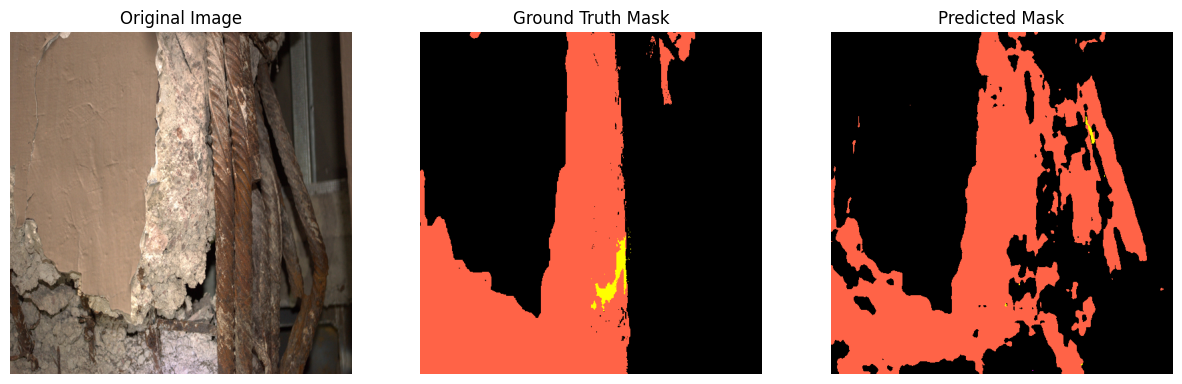 Original Image
Ground Truth Mask
Predicted Mask